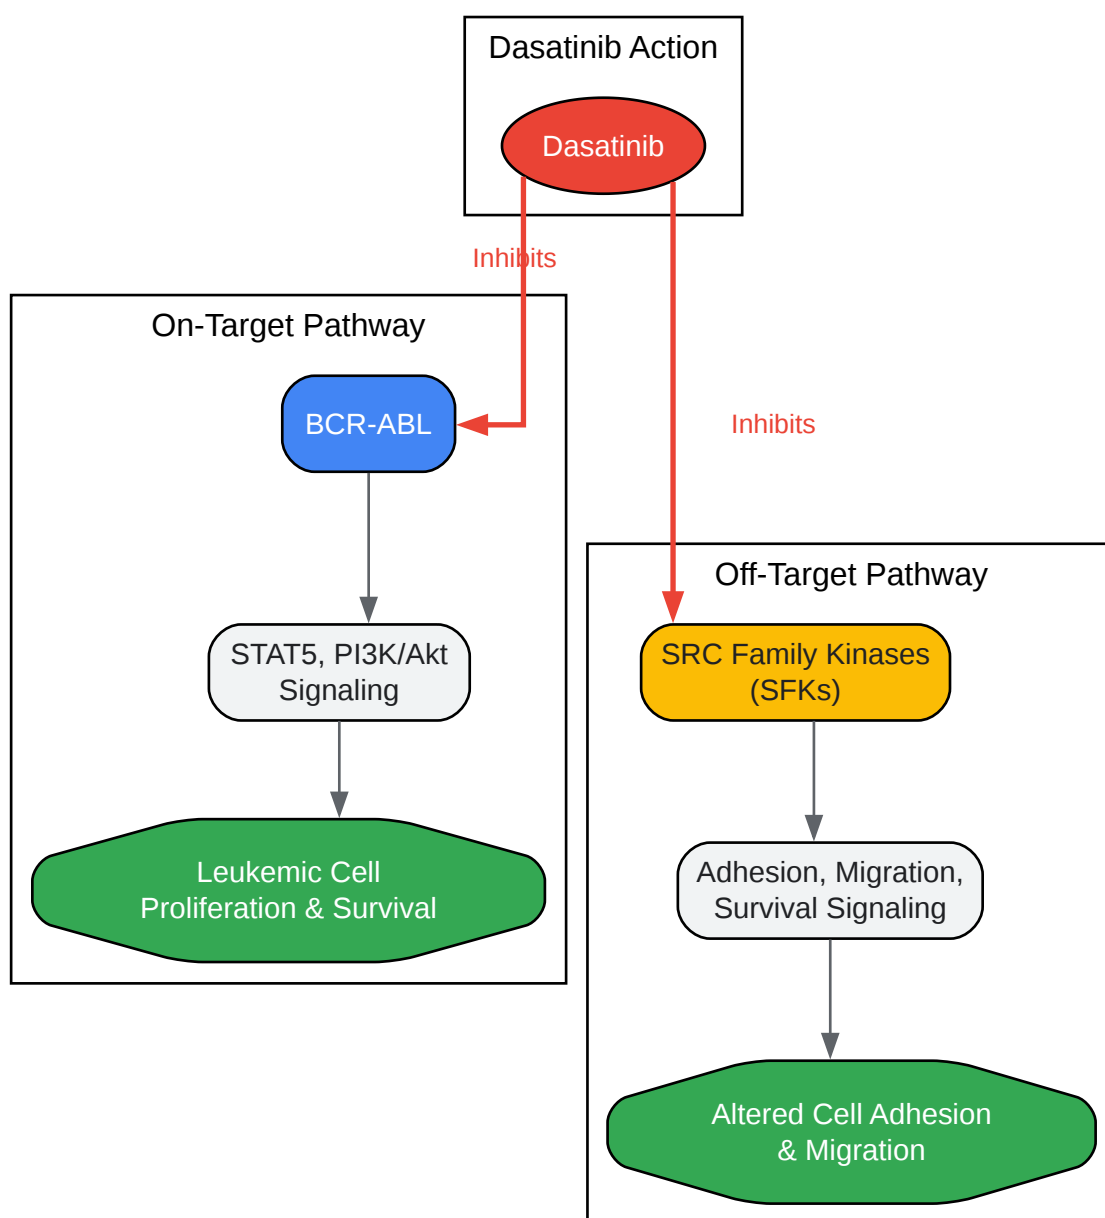 Dasatinib Action
Dasatinib
Inhibits
On-Target Pathway
BCR-ABL
Inhibits
STAT5, PI3K/Akt
Signaling
Leukemic Cell
Proliferation & Survival
Off-Target Pathway
SRC Family Kinases
(SFKs)
Adhesion, Migration,
Survival Signaling
Altered Cell Adhesion
& Migration